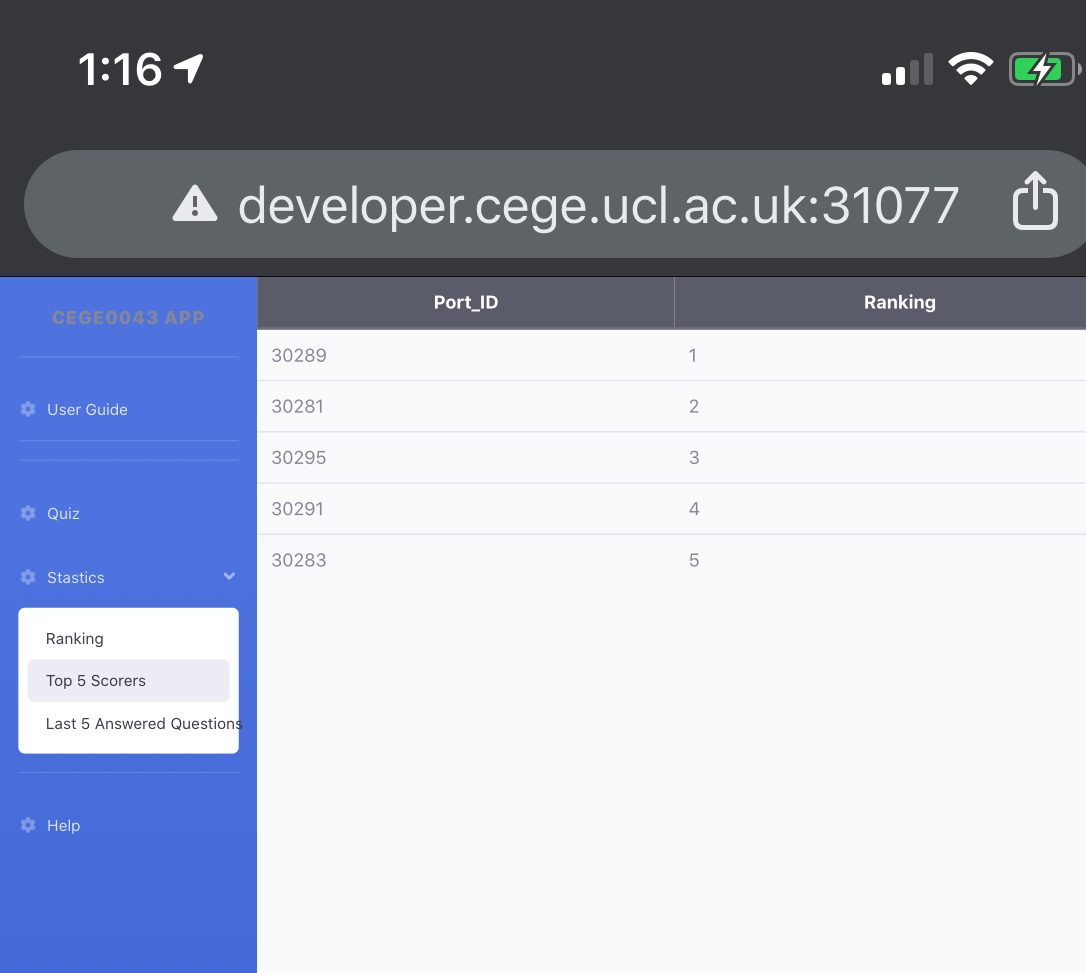 1:16
developer.cege.ucl.ac.uk:31077
CEGE0043 APP
User Guide
Quiz
Stastics
Ranking
Top 5 Scorers
Last 5 Answered Questions
Help
Port_ID Ranking
30289 1
30281 2
30295 3
30291 4
30283 5